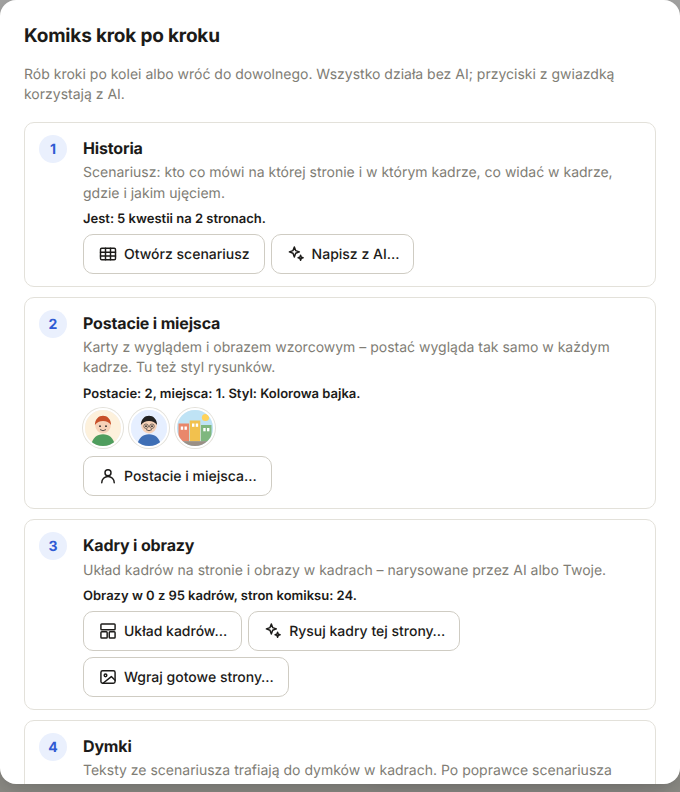 Komiks krok po kroku
Rób kroki po kolei albo wróć do dowolnego. Wszystko działa bez AI; przyciski z gwiazdką
korzystają z AI.
1
Historia
Scenariusz: kto co mówi na której stronie i w którym kadrze, co widać w kadrze,
gdzie i jakim ujęciem.
Jest: 5 kwestii na 2 stronach.
Otwórz scenariusz
Napisz z AI...
2
Postacie i miejsca
Karty z wyglądem i obrazem wzorcowym – postać wygląda tak samo w każdym
kadrze. Tu też styl rysunków.
Postacie: 2, miejsca: 1. Styl: Kolorowa bajka.
Postacie i miejsca...
3
Kadry i obrazy
Układ kadrów na stronie i obrazy w kadrach – narysowane przez AI albo Twoje.
Obrazy w 0 z 95 kadrów, stron komiksu: 24.
Układ kadrów...
Rysuj kadry tej strony...
Wgraj gotowe strony...
4
Dymki
Teksty ze scenariusza trafiają do dymków w kadrach. Po poprawce scenariusza